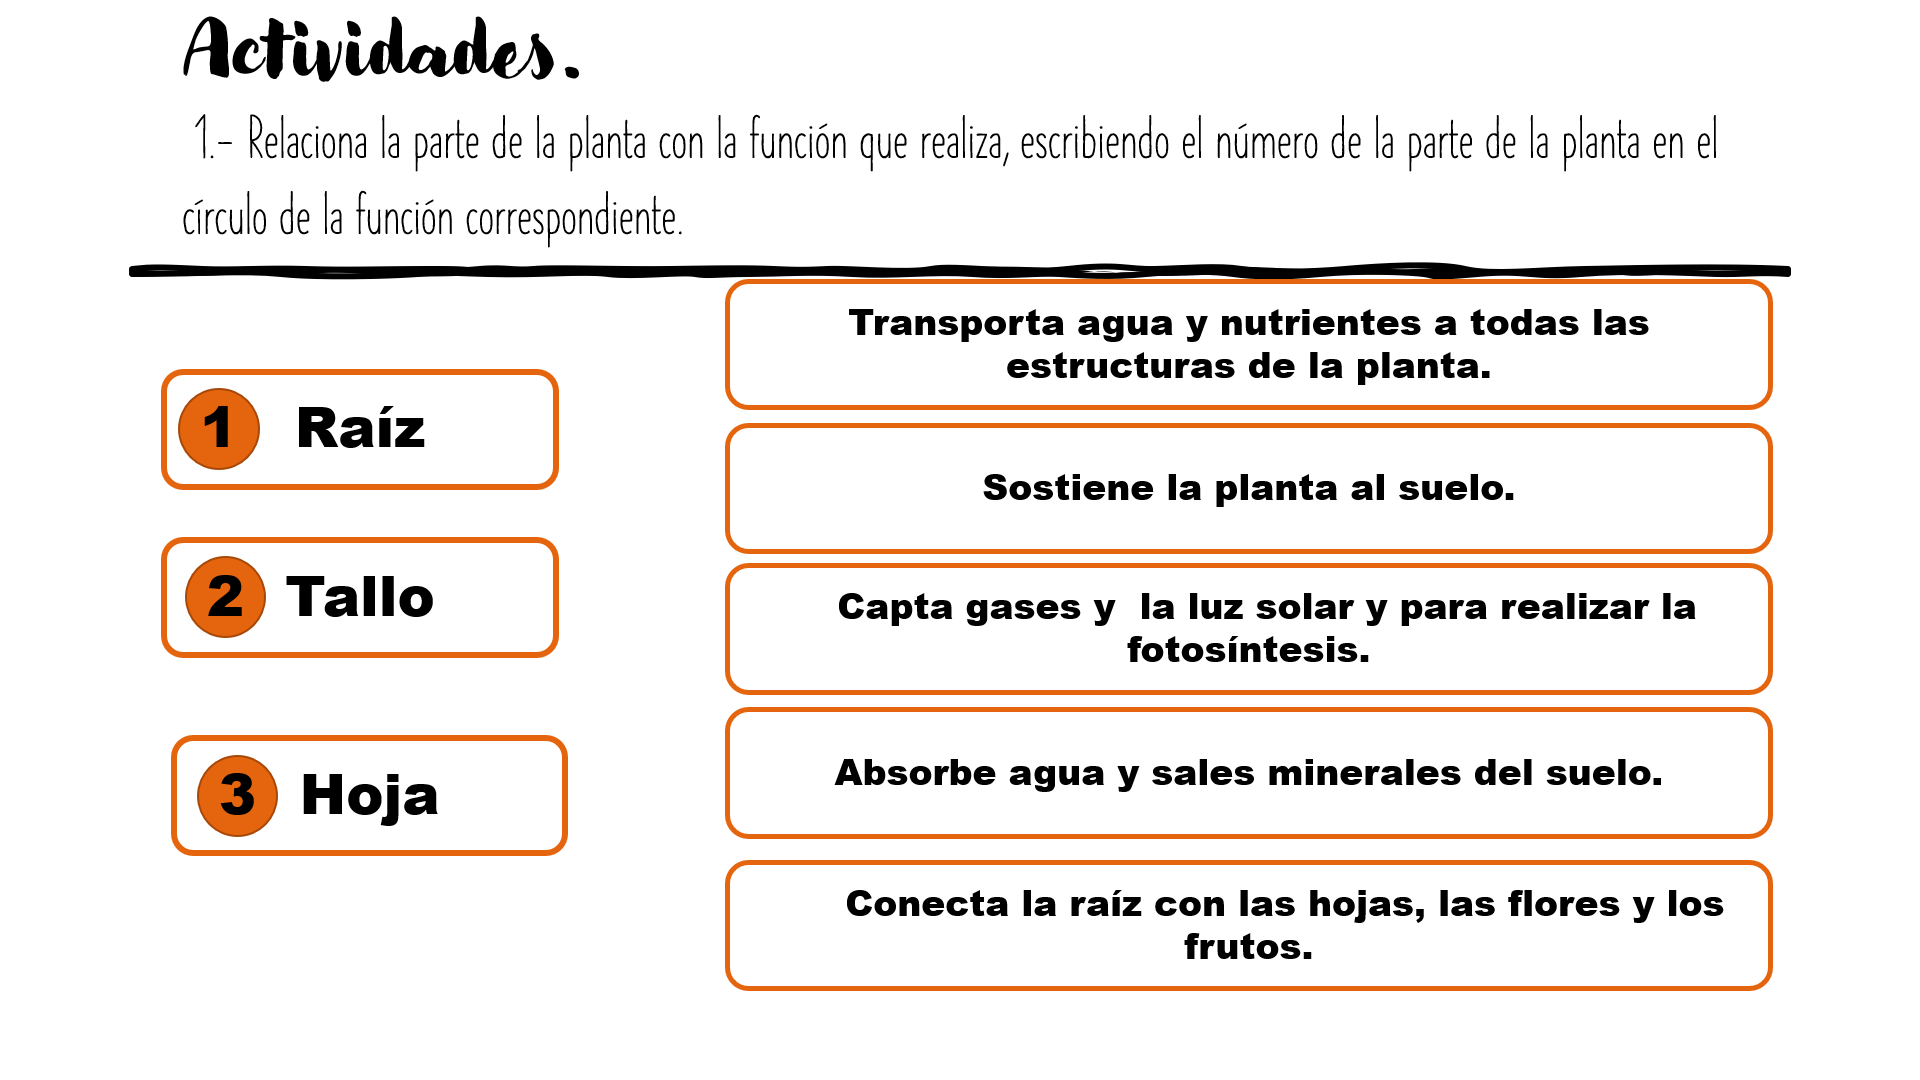 Actividades.
1.- Relaciona la parte de la planta con la función que realiza, escribiendo el número de la parte de la planta en el
círculo de la función correspondiente.
1 Raíz
2 Tallo
3 Hoja
Transporta agua y nutrientes a todas las
estructuras de la planta.
Sostiene la planta al suelo.
Capta gases y  la luz solar y para realizar la
fotosíntesis.
Absorbe agua y sales minerales del suelo.
Conecta la raíz con las hojas, las flores y los
frutos.